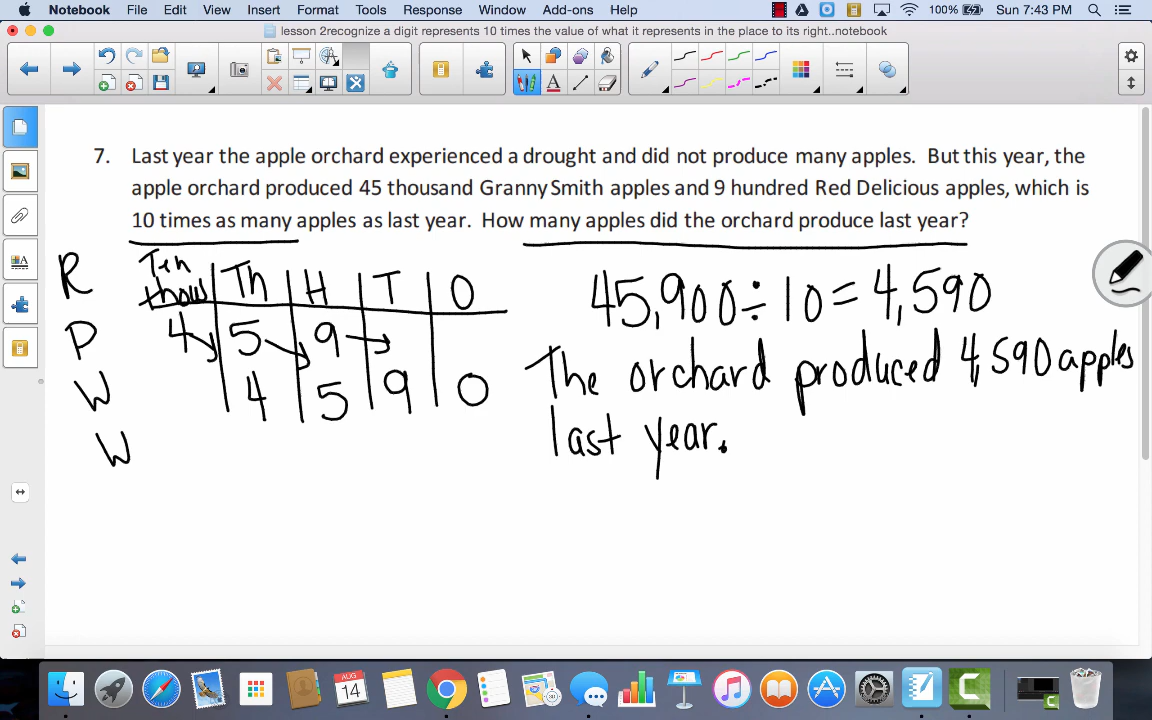 Notebook File Edit View Insert Format Tools Response Window Add-ons Help 100% Sun 7:43 PM
lesson 2recognize a digit represents 10 times the value of what it represents in the place to its right..notebook
7. Last year the apple orchard experienced a drought and did not produce many apples. But this year, the
apple orchard produced 45 thousand Granny Smith apples and 9 hundred Red Delicious apples, which is
10 times as many apples as last year. How many apples did the orchard produce last year?
R
P
W
W
Ten thous Th H T O
4 5 9
4 5 9 0
45,900 ÷ 10 = 4,590
The orchard produced 4,590 apples
last year.
AUG
14